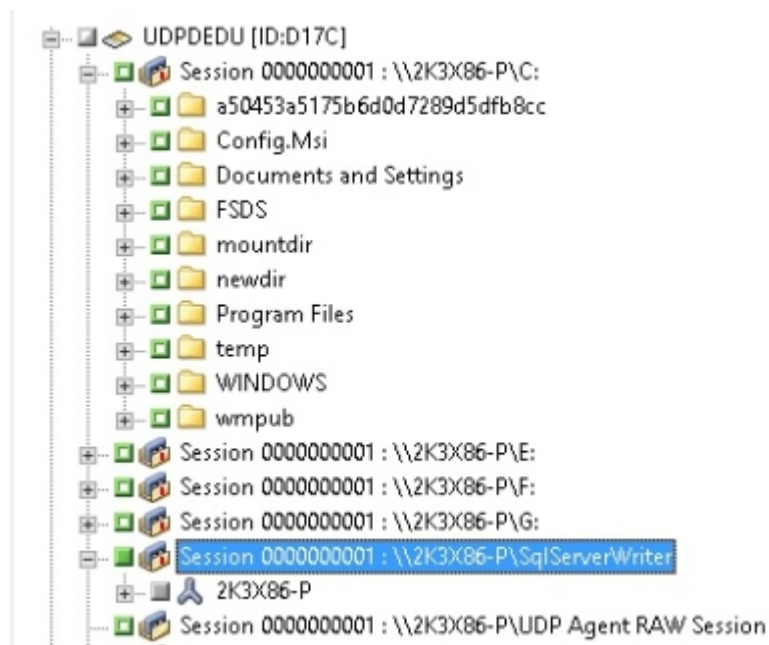 UDPDEDU [ID:D17C]
Session 0000000001 : \\2K3X86-P\C:
a50453a5175b6d0d7289d5dfb8cc
Config.Msi
Documents and Settings
FSDS
mountdir
newdir
Program Files
temp
WINDOWS
wmpub
Session 0000000001 : \\2K3X86-P\E:
Session 0000000001 : \\2K3X86-P\F:
Session 0000000001 : \\2K3X86-P\G:
Session 0000000001 : \\2K3X86-P\SqlServerWriter
2K3X86-P
Session 0000000001 : \\2K3X86-P\UDP Agent RAW Session